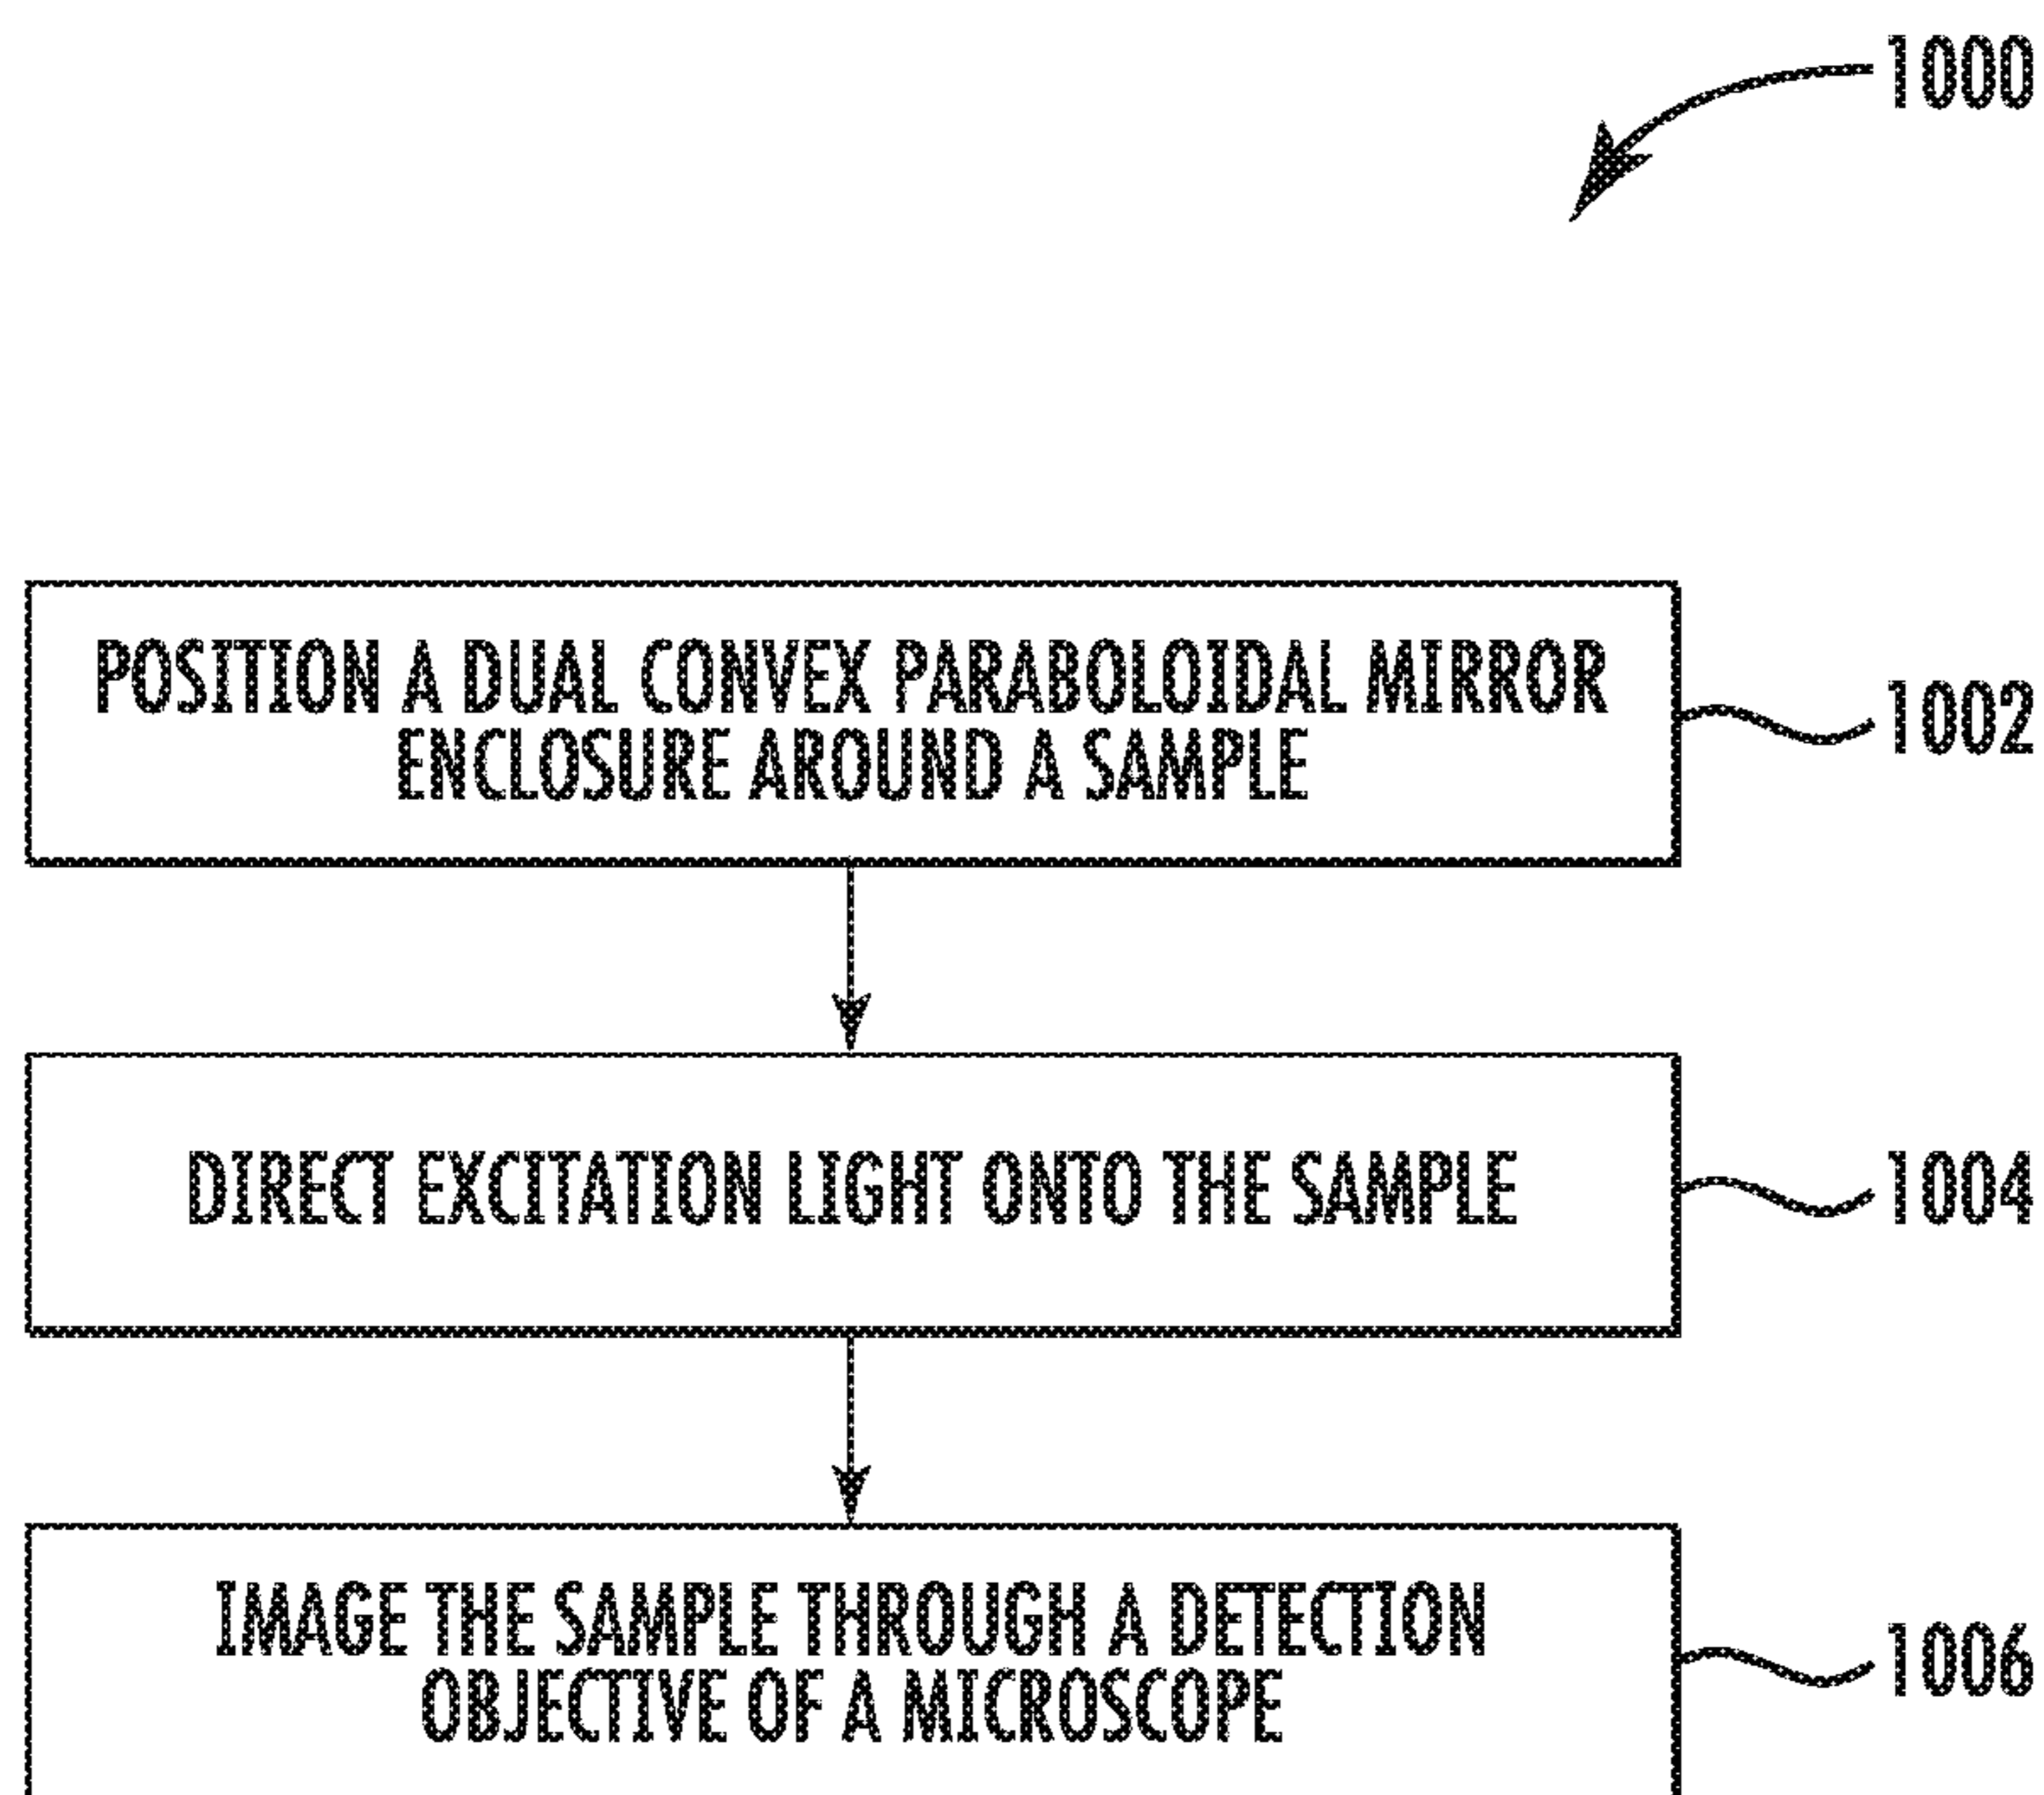 1000
POSITION A DUAL CONVEX PARABOLOIDAL MIRROR
ENCLOSURE AROUND A SAMPLE
1002
DIRECT EXCITATION LIGHT ONTO THE SAMPLE
1004
IMAGE THE SAMPLE THROUGH A DETECTION
OBJECTIVE OF A MICROSCOPE
1006